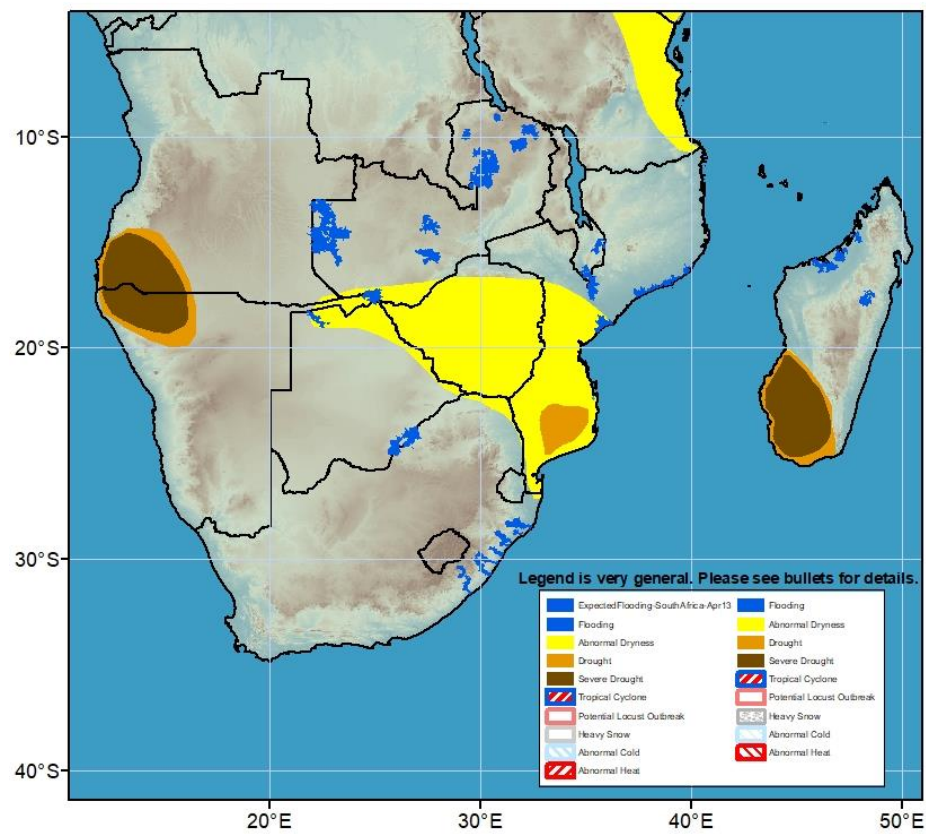 10°S
20°S
30°S
Legend is very general. Please see bullets for details.
ExpectedFlooding-SouthAfrica-Apr13
Flooding
Flooding
Abnormal Dryness
Abnormal Dryness
Drought
Drought
Severe Drought
Severe Drought
Tropical Cyclone
Tropical Cyclone
Potential Locust Outbreak
Potential Locust Outbreak
Heavy Snow
Heavy Snow
Abnormal Cold
Abnormal Cold
Abnormal Heat
Abnormal Heat
40°S
20°E
30°E
40°E
50°E